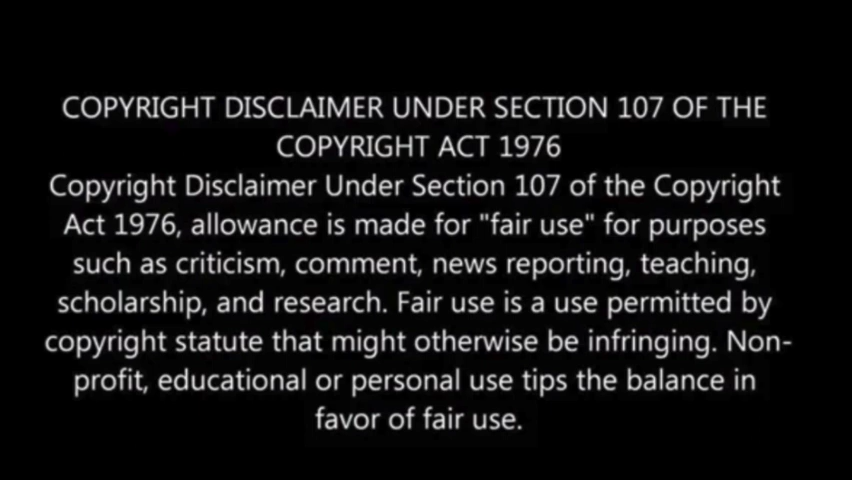 COPYRIGHT DISCLAIMER UNDER SECTION 107 OF THE
COPYRIGHT ACT 1976
Copyright Disclaimer Under Section 107 of the Copyright
Act 1976, allowance is made for "fair use" for purposes
such as criticism, comment, news reporting, teaching,
scholarship, and research. Fair use is a use permitted by
copyright statute that might otherwise be infringing. Non-
profit, educational or personal use tips the balance in
favor of fair use.